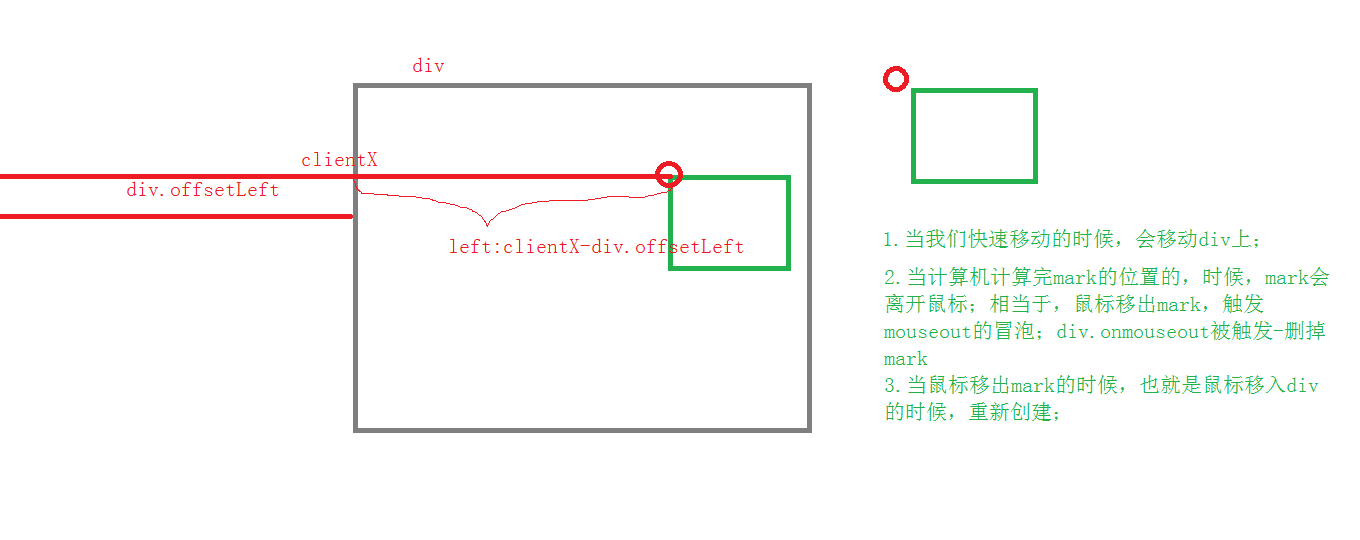 div
clientX
div.offsetLeft
left:clientX-div.offsetLeft
1.当我们快速移动的时候，会移动div上；
2.当计算机计算完mark的位置的，时候，mark会
离开鼠标；相当于，鼠标移出mark，触发
mouseout的冒泡；div.onmouseout被触发-删掉
mark
3.当鼠标移出mark的时候，也就是鼠标移入div
的时候，重新创建；